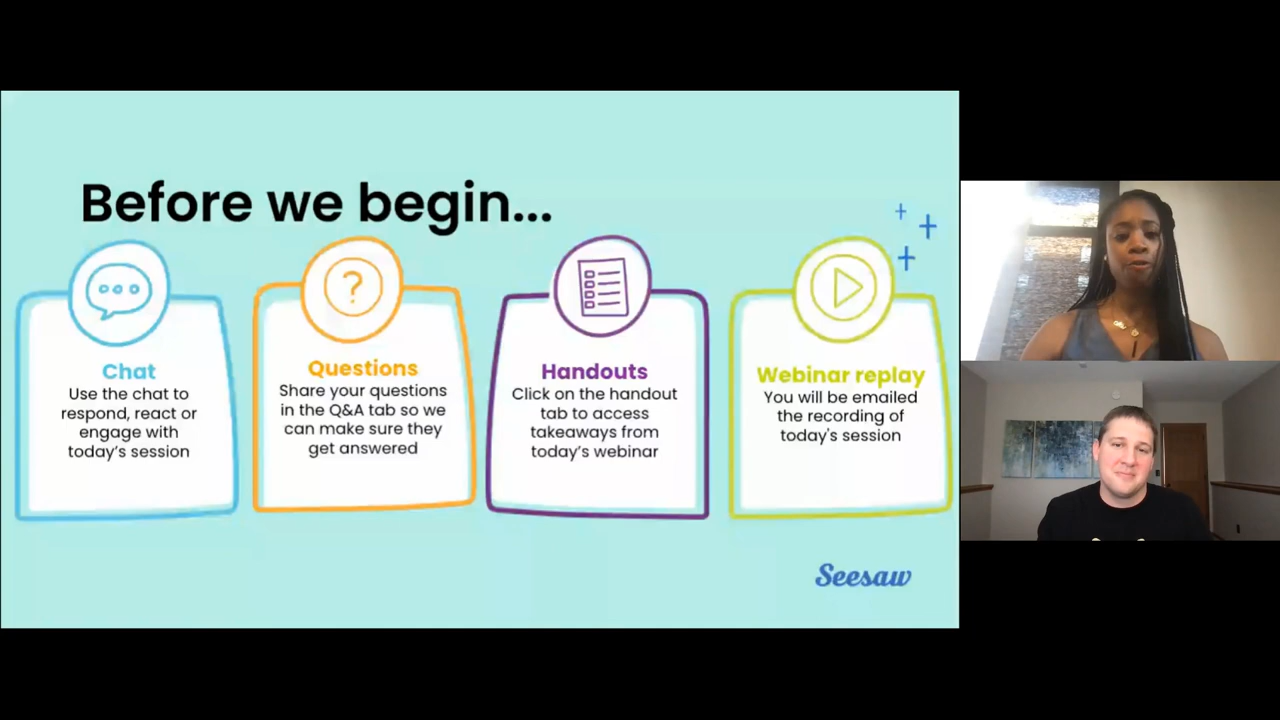 Before we begin...
?
Chat
Use the chat to
respond, react or
engage with
today's session
Questions
Share your questions
in the Q&A tab so we
can make sure they
get answered
Handouts
Click on the handout
tab to access
takeaways from
today's webinar
Webinar replay
You will be emailed
the recording of
today's session
Seesaw